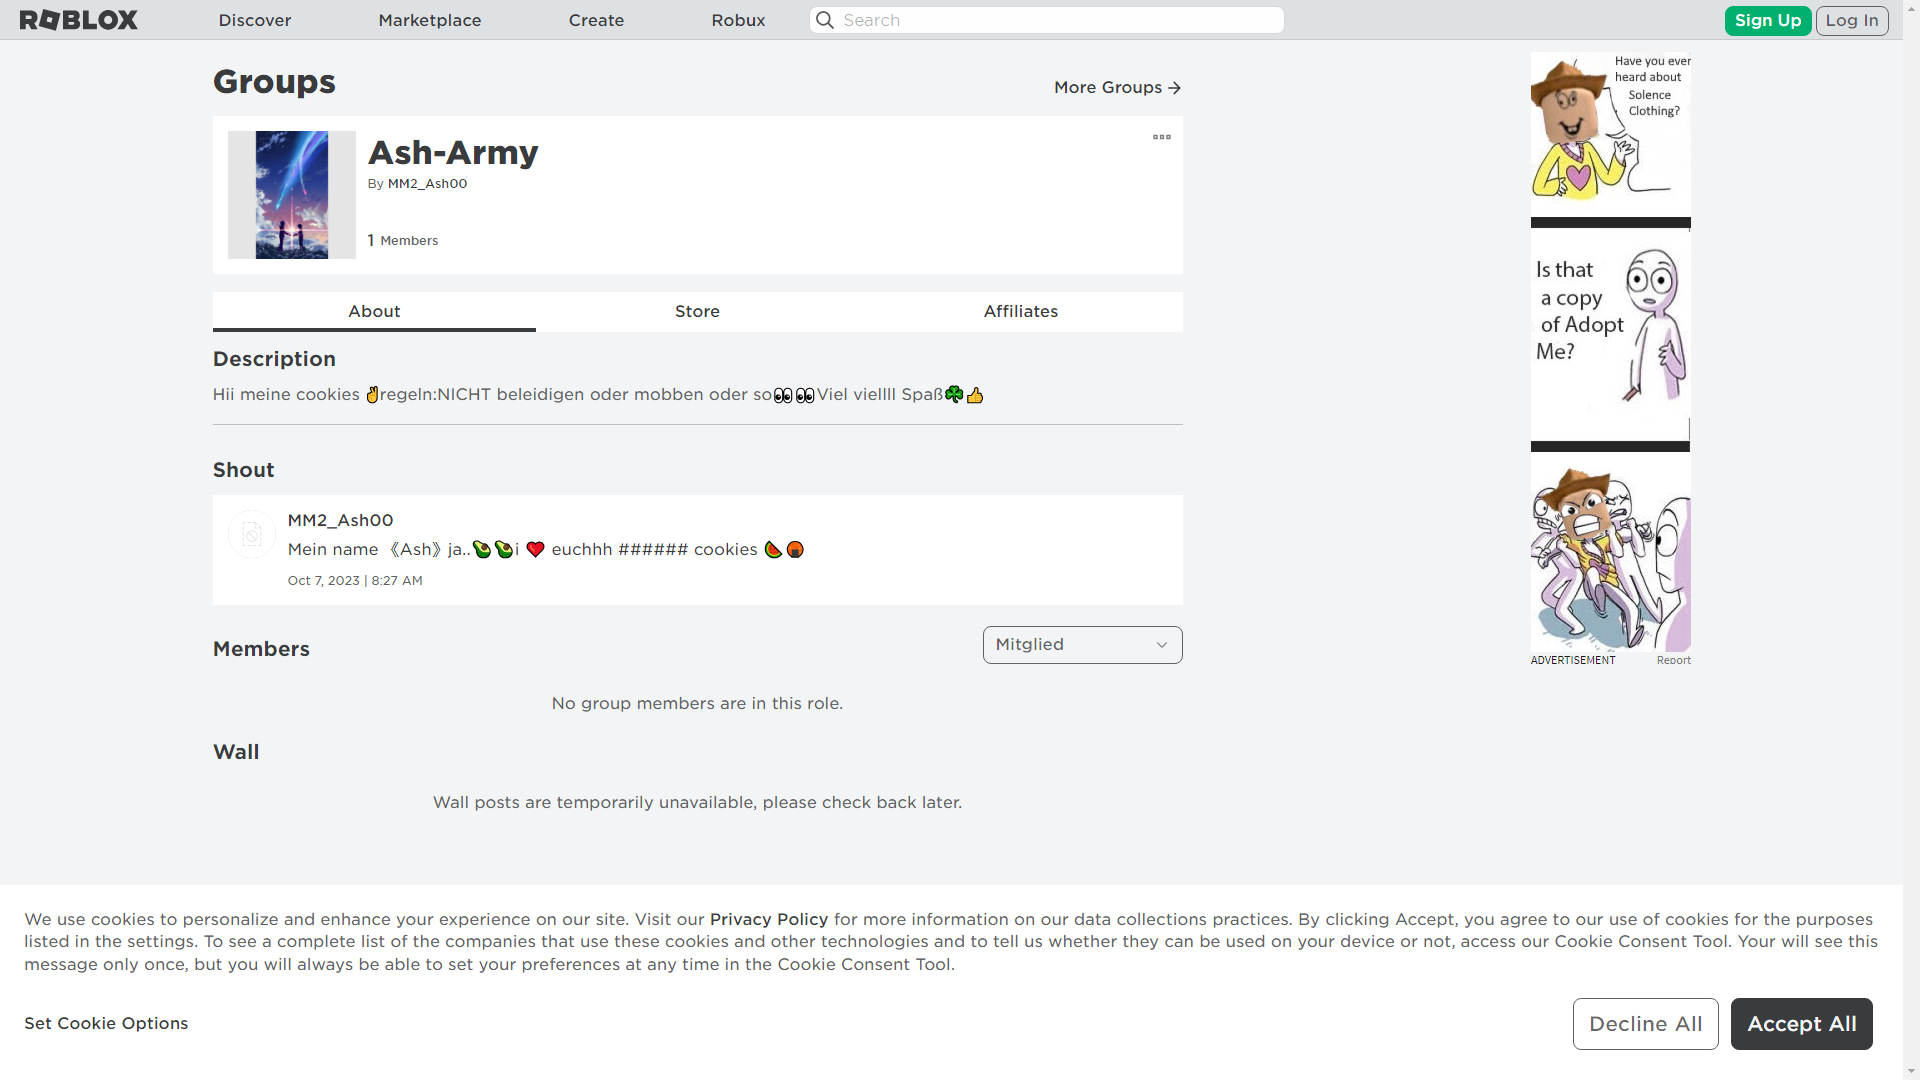 ROBLOX
Discover
Marketplace
Create
Robux
Search
Sign Up
Log In
Groups
More Groups →
Ash-Army
By MM2_Ash00
1 Members
About
Store
Affiliates
Description
Hii meine cookies ✌regeln:NICHT beleidigen oder mobben oder so👀👀Viel viellll Spaß☘👍
Shout
MM2_Ash00
Mein name 《Ash》ja..🥑🥑i ❤ euchhh ###### cookies 🍉🍘
Oct 7, 2023 | 8:27 AM
Members
Mitglied
No group members are in this role.
Wall
Wall posts are temporarily unavailable, please check back later.
Have you ever
heard about
Solence
Clothing?
Is that
a copy
of Adopt
Me?
ADVERTISEMENT
Report
We use cookies to personalize and enhance your experience on our site. Visit our Privacy Policy for more information on our data collections practices. By clicking Accept, you agree to our use of cookies for the purposes
listed in the settings. To see a complete list of the companies that use these cookies and other technologies and to tell us whether they can be used on your device or not, access our Cookie Consent Tool. Your will see this
message only once, but you will always be able to set your preferences at any time in the Cookie Consent Tool.
Set Cookie Options
Decline All
Accept All